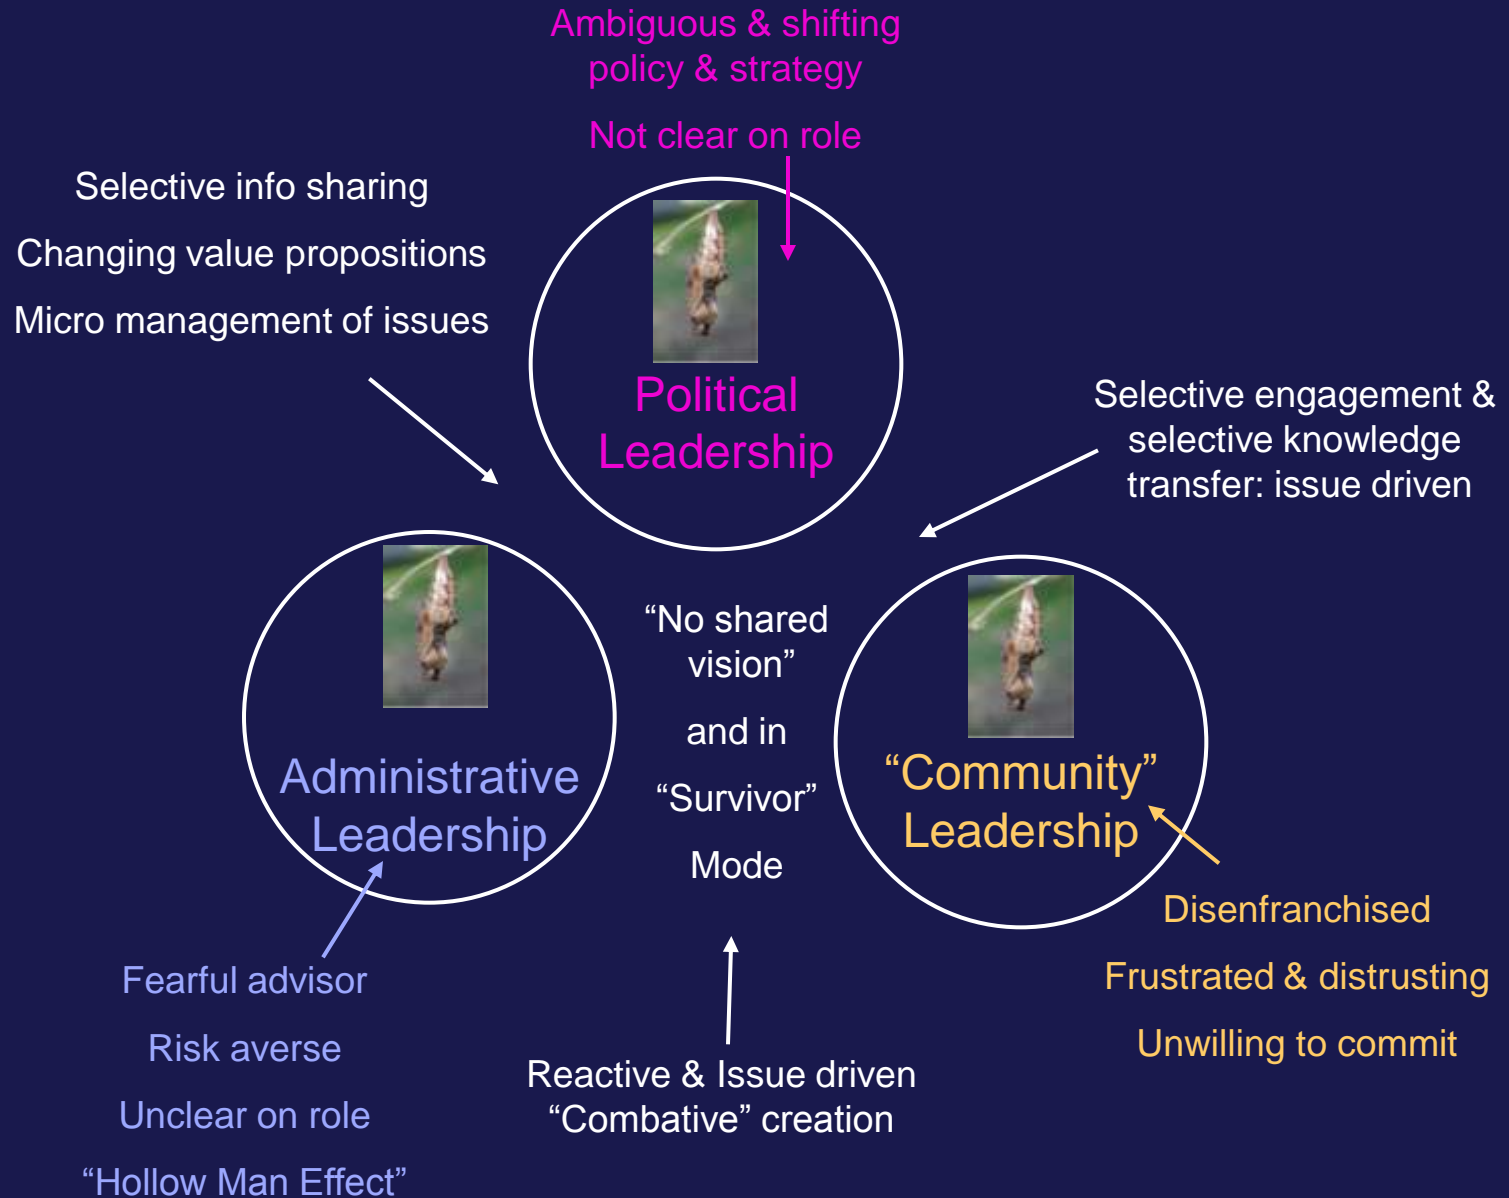 Ambiguous & shifting
policy & strategy
Not clear on role
Selective info sharing
Changing value propositions
Micro management of issues
Political
Leadership
Selective engagement &
selective knowledge
transfer: issue driven
“No shared
vision”
and in
“Survivor”
Mode
Administrative
Leadership
“Community”
Leadership
Fearful advisor
Risk averse
Unclear on role
“Hollow Man Effect”
Reactive & Issue driven
“Combative” creation
Disenfranchised
Frustrated & distrusting
Unwilling to commit